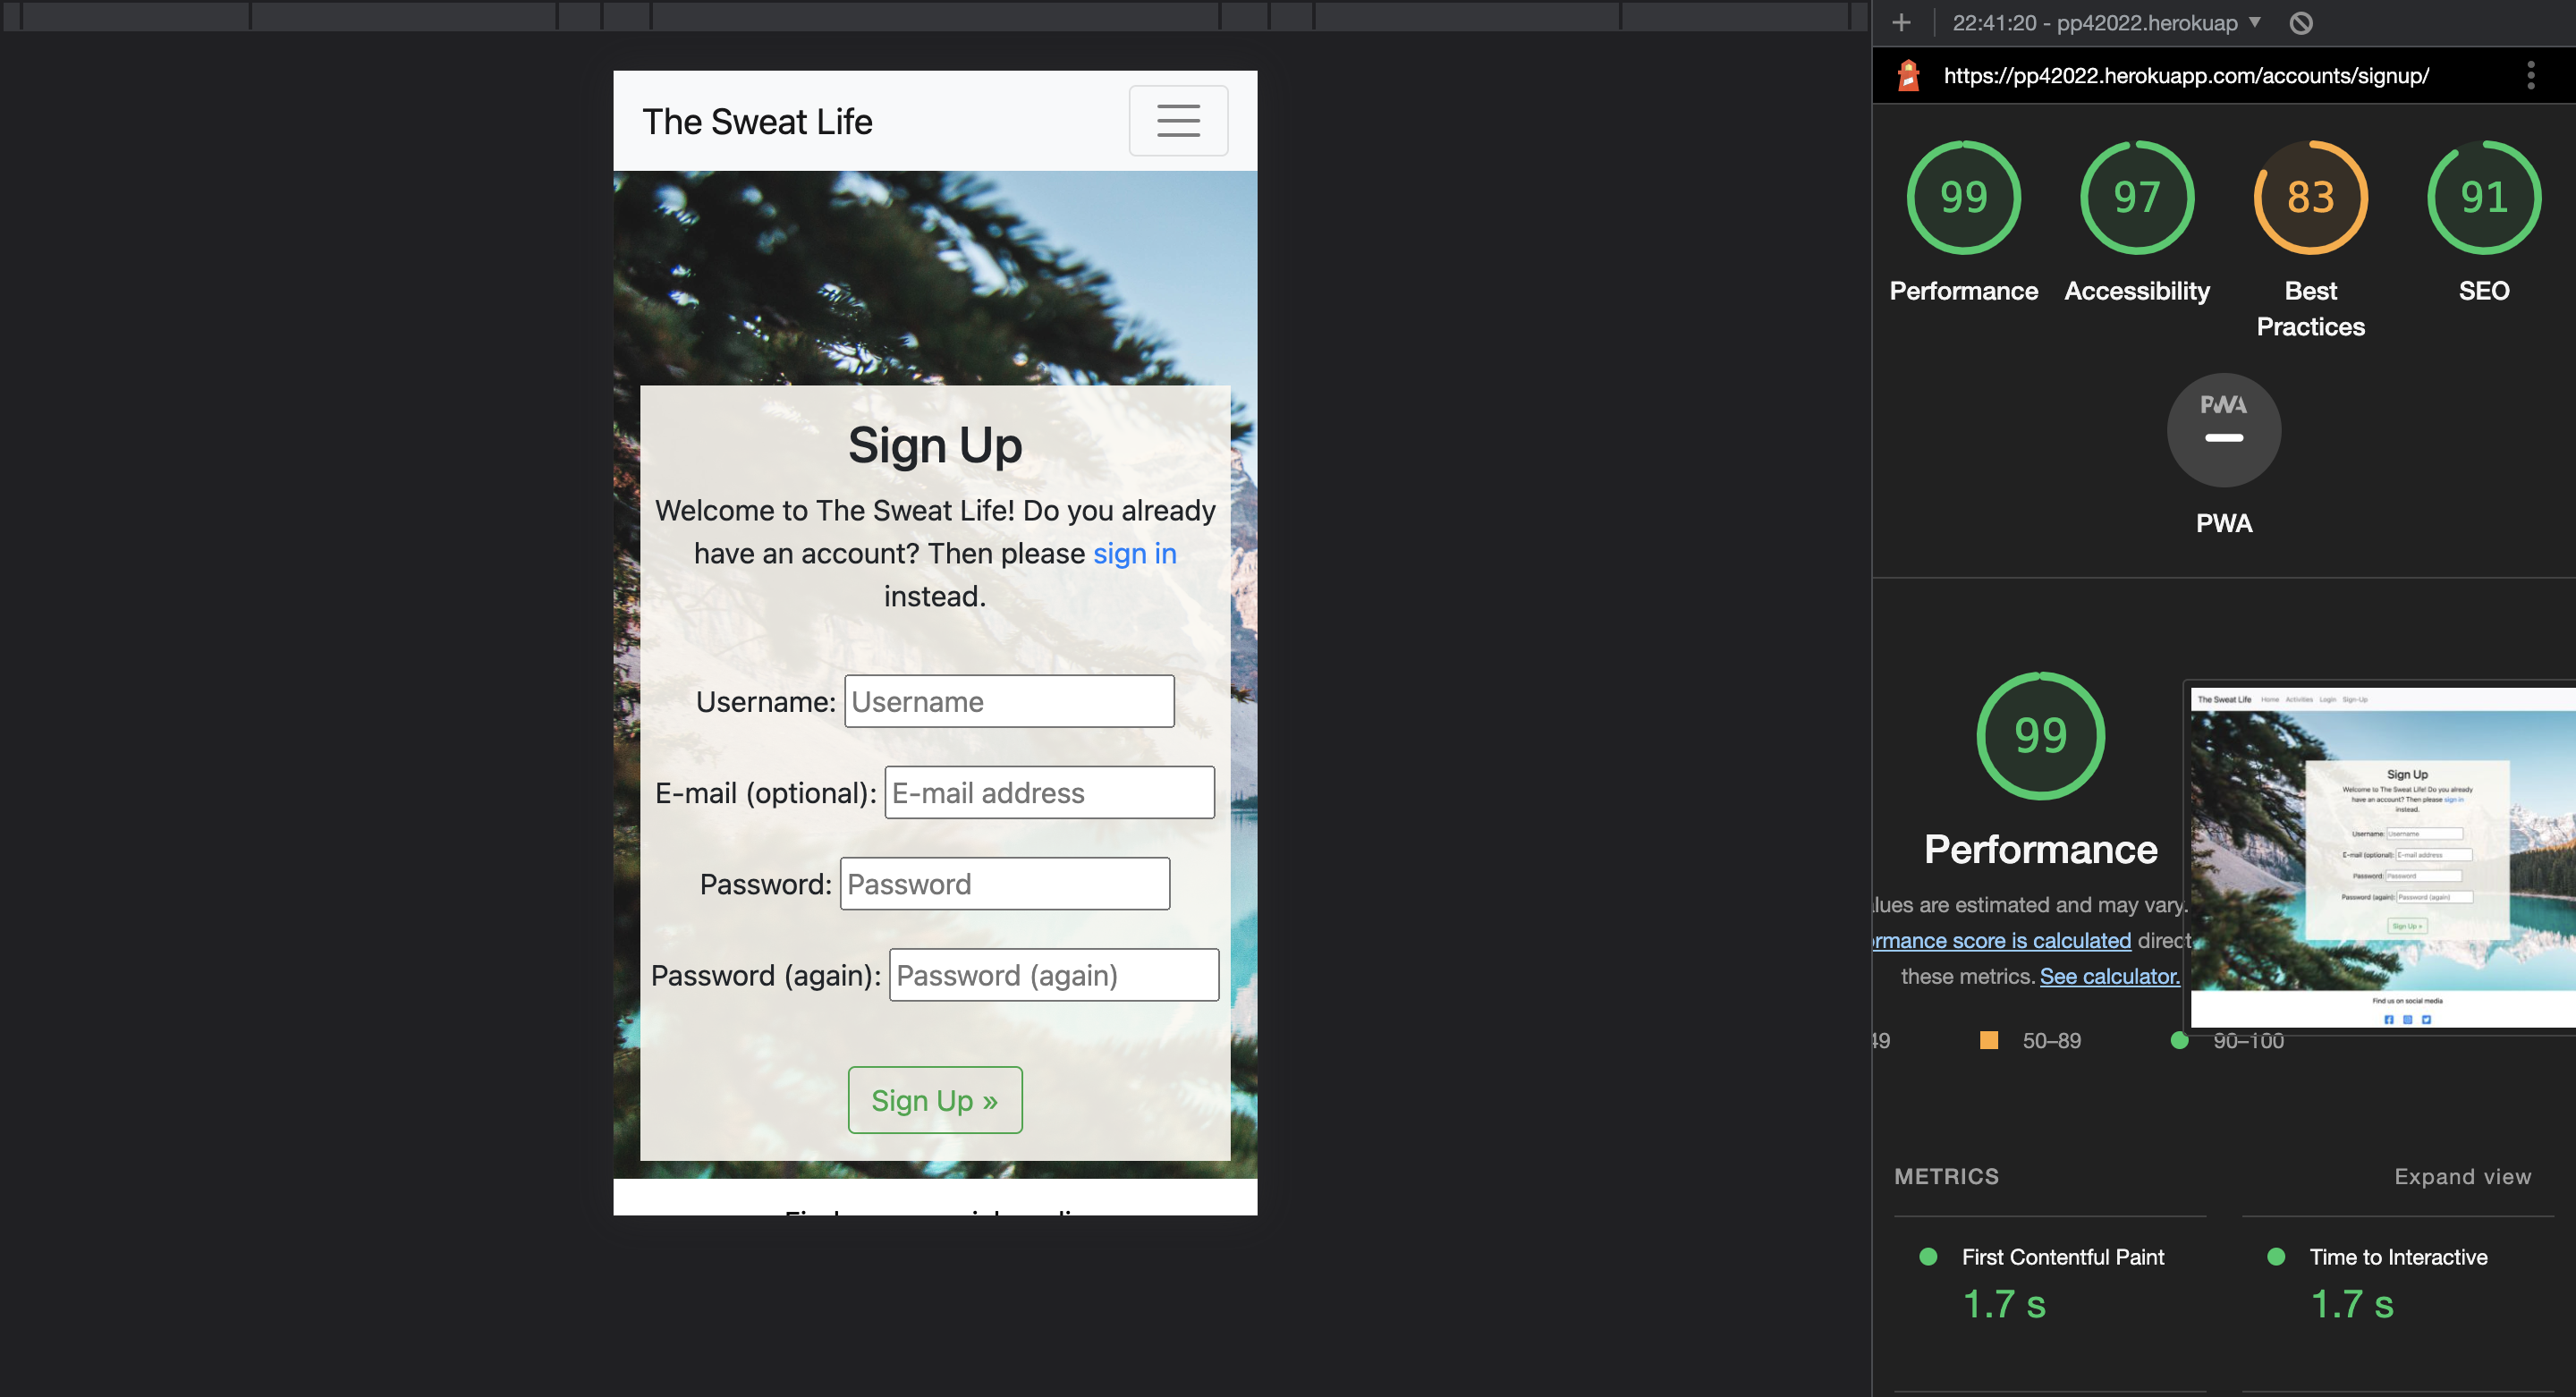 22:41:20 - pp42022.herokuap
https://pp42022.herokuapp.com/accounts/signup/
The Sweat Life
Sign Up
Welcome to The Sweat Life! Do you already
have an account? Then please sign in
instead.
Username: Username
E-mail (optional): E-mail address
Password: Password
Password (again): Password (again)
Sign Up »
99
97
83
91
Performance
Accessibility
Best
Practices
SEO
PWA
PWA
99
Performance
lues are estimated and may vary.
ormance score is calculated direct
these metrics. See calculator.
49
50–89
90–100
The Sweat Life Home Activities Login Sign-Up
Sign Up
Welcome to The Sweat Life! Do you already
have an account? Then please sign in
instead.
Username: Username
E-mail (optional): E-mail address
Password: Password
Password (again): Password (again)
Sign Up »
Find us on social media
METRICS
Expand view
First Contentful Paint
1.7 s
Time to Interactive
1.7 s